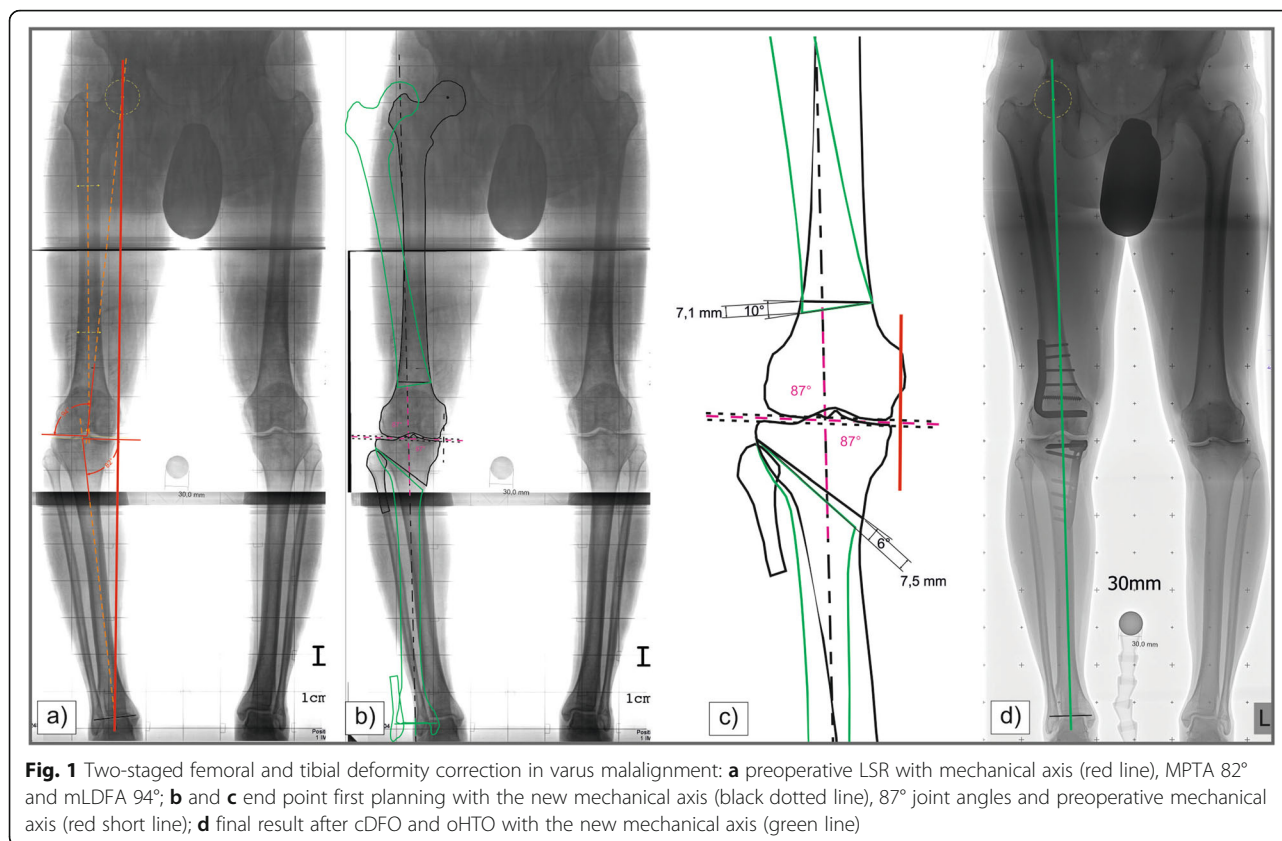 a)
30,0 mm
I
1cm
b)
30,0 mm
I
1cm
c)
7,1 mm
10°
87°
87°
6°
7,5 mm
d)
30mm
30,0 mm
L
Fig. 1 Two-staged femoral and tibial deformity correction in varus malalignment: a preoperative LSR with mechanical axis (red line), MPTA 82°
and mLDFA 94°; b and c end point first planning with the new mechanical axis (black dotted line), 87° joint angles and preoperative mechanical
axis (red short line); d final result after cDFO and oHTO with the new mechanical axis (green line)